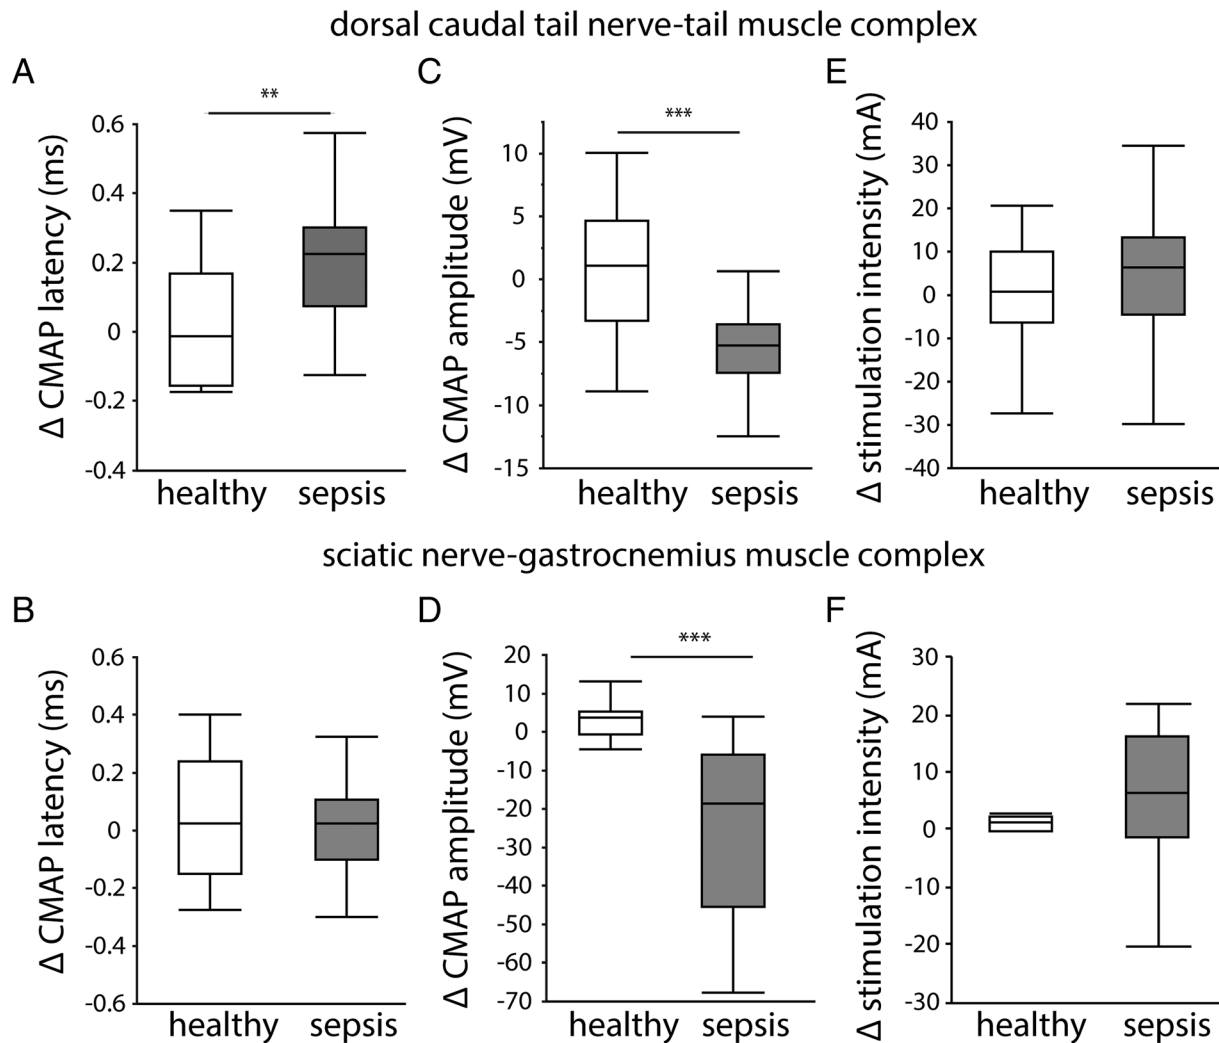 dorsal caudal tail nerve-tail muscle complex
A
C
E
Δ CMAP latency (ms)
0.6
0.4
0.2
0
-0.2
-0.4
**
healthy
sepsis
Δ CMAP amplitude (mV)
10
5
0
-5
-10
-15
***
healthy
sepsis
Δ stimulation intensity (mA)
40
30
20
10
0
-10
-20
-30
-40
healthy
sepsis
sciatic nerve-gastrocnemius muscle complex
B
D
F
Δ CMAP latency (ms)
0.6
0.4
0.2
0
-0.2
-0.4
-0.6
healthy
sepsis
Δ CMAP amplitude (mV)
20
10
0
-10
-20
-30
-40
-50
-60
-70
***
healthy
sepsis
Δ stimulation intensity (mA)
30
20
10
0
-10
-20
-30
healthy
sepsis